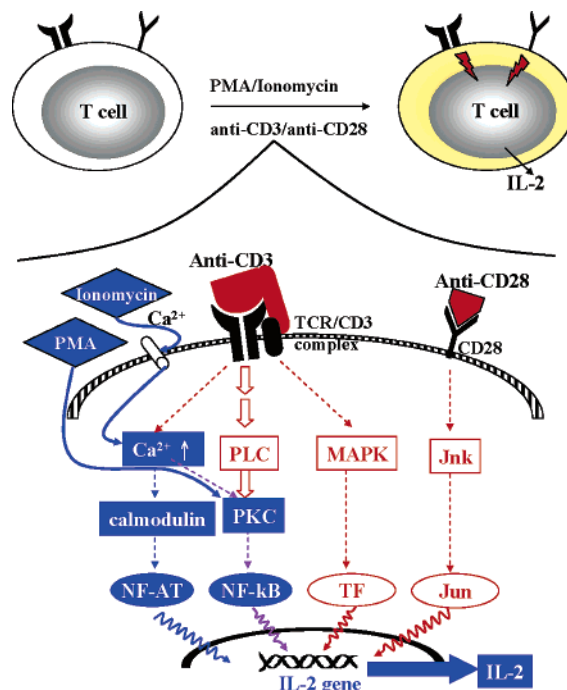 T cell
PMA/Ionomycin
anti-CD3/anti-CD28
T cell
IL-2
Anti-CD3
Anti-CD28
Ionomycin
Ca2+
PMA
TCR/CD3
complex
CD28
Ca2+ ↑
PLC
MAPK
Jnk
calmodulin
PKC
NF-AT
NF-kB
TF
Jun
IL-2 gene
IL-2